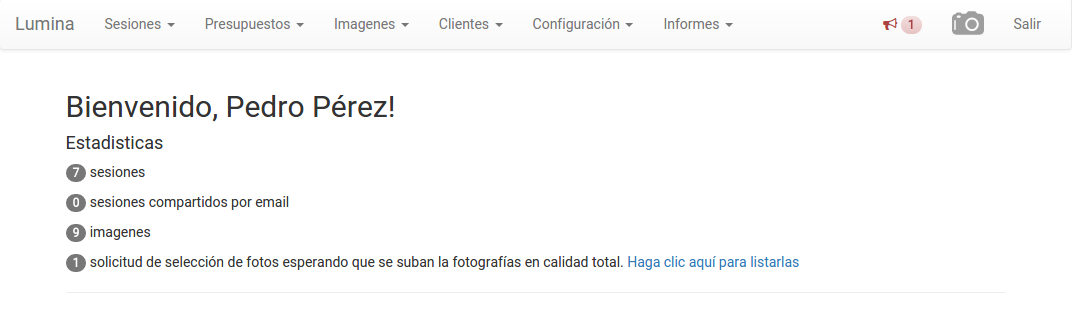 Lumina Sesiones Presupuestos Imagenes Clientes Configuración Informes 1 Salir
Bienvenido, Pedro Pérez!
Estadisticas
7 sesiones
0 sesiones compartidos por email
9 imagenes
1 solicitud de selección de fotos esperando que se suban la fotografías en calidad total. Haga clic aquí para listarlas